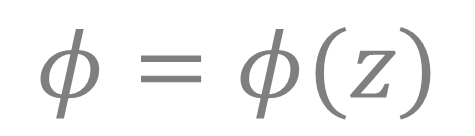 ϕ = ϕ(z)